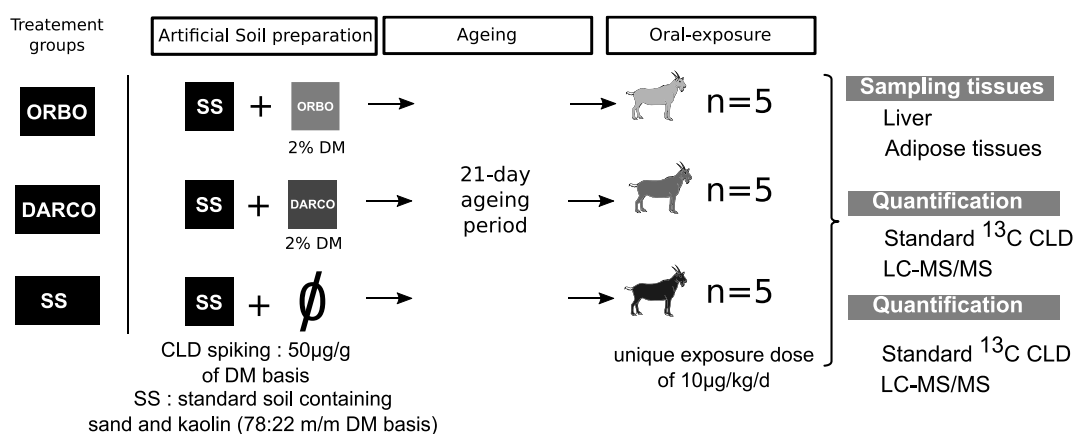 Treatement
groups
Artificial Soil preparation
Ageing
Oral-exposure
ORBO
SS + ORBO
2% DM
n=5
DARCO
SS + DARCO
2% DM
21-day
ageing
period
n=5
SS
SS + ϕ
n=5
CLD spiking : 50µg/g
of DM basis
SS : standard soil containing
sand and kaolin (78:22 m/m DM basis)
unique exposure dose
of 10µg/kg/d
Sampling tissues
Liver
Adipose tissues
Quantification
Standard ¹³C CLD
LC-MS/MS
Quantification
Standard ¹³C CLD
LC-MS/MS